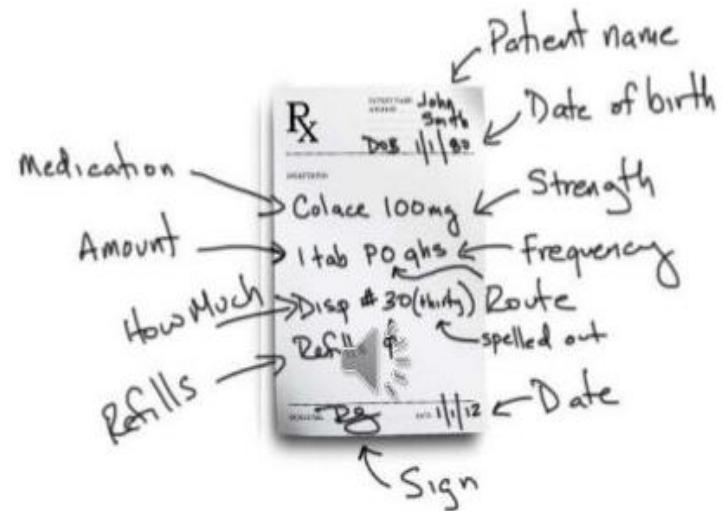 Patient name
Rx
John
Smith
Date of birth
DOB 1/1/80
Medication
Colace 100mg
Strength
Amount
1 tab PO qhs
Frequency
How Much
Disp # 30 (thirty)
Route
spelled out
Refills
Refills
1/1/12
Date
Sign